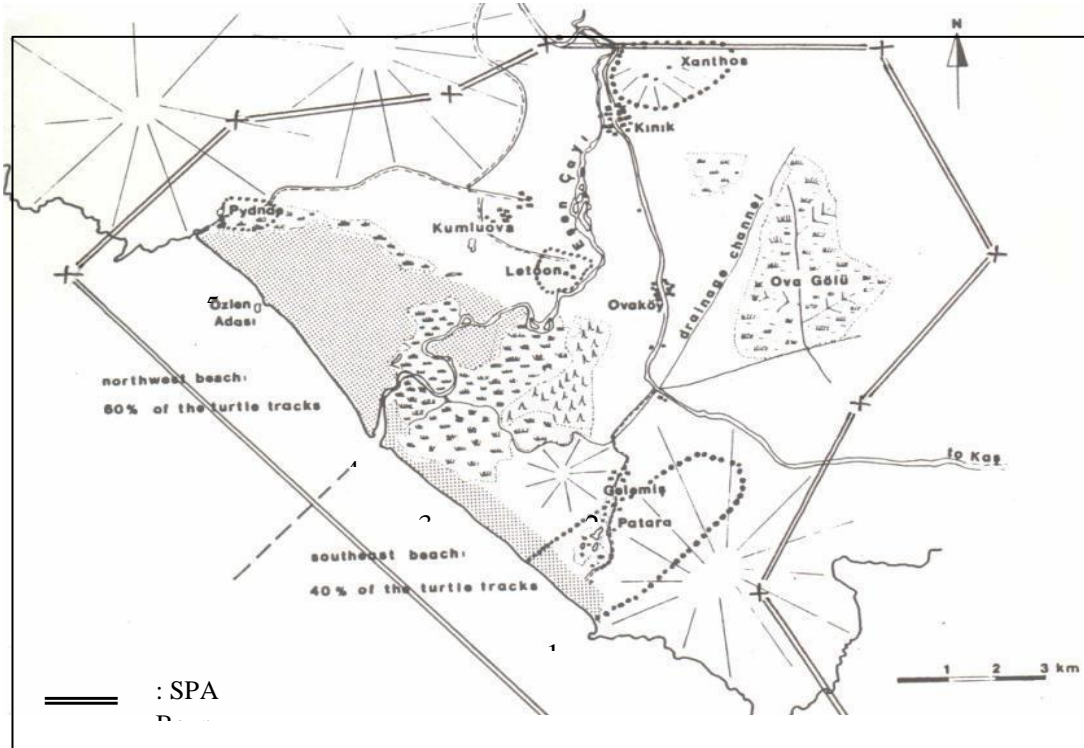 N
Xanthos
Kınık
Eşen Çayı
Kumluova
Letoon
Ovaköy
drainage channel
Ova Gölü
Özlen
Adası
northwest beach:
60% of the turtle tracks
to Kaş
Gelemiş
2
Patara
3
southeast beach:
40% of the turtle tracks
1
1 2 3 km
: SPA